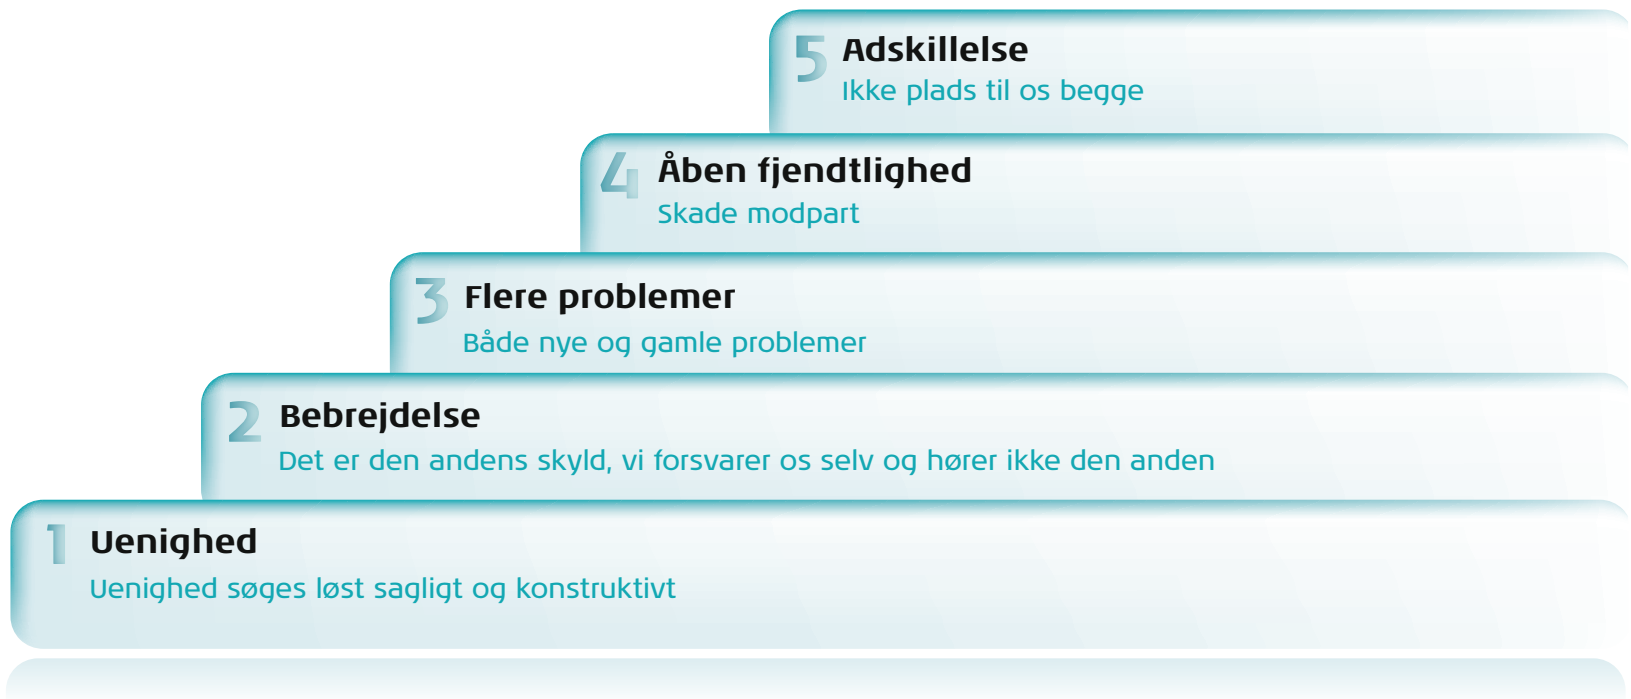 5 Adskillelse
Ikke plads til os begge
4 Åben fjendtlighed
Skade modpart
3 Flere problemer
Både nye og gamle problemer
2 Bebrejdelse
Det er den andens skyld, vi forsvarer os selv og hører ikke den anden
1 Uenighed
Uenighed søges løst sagligt og konstruktivt